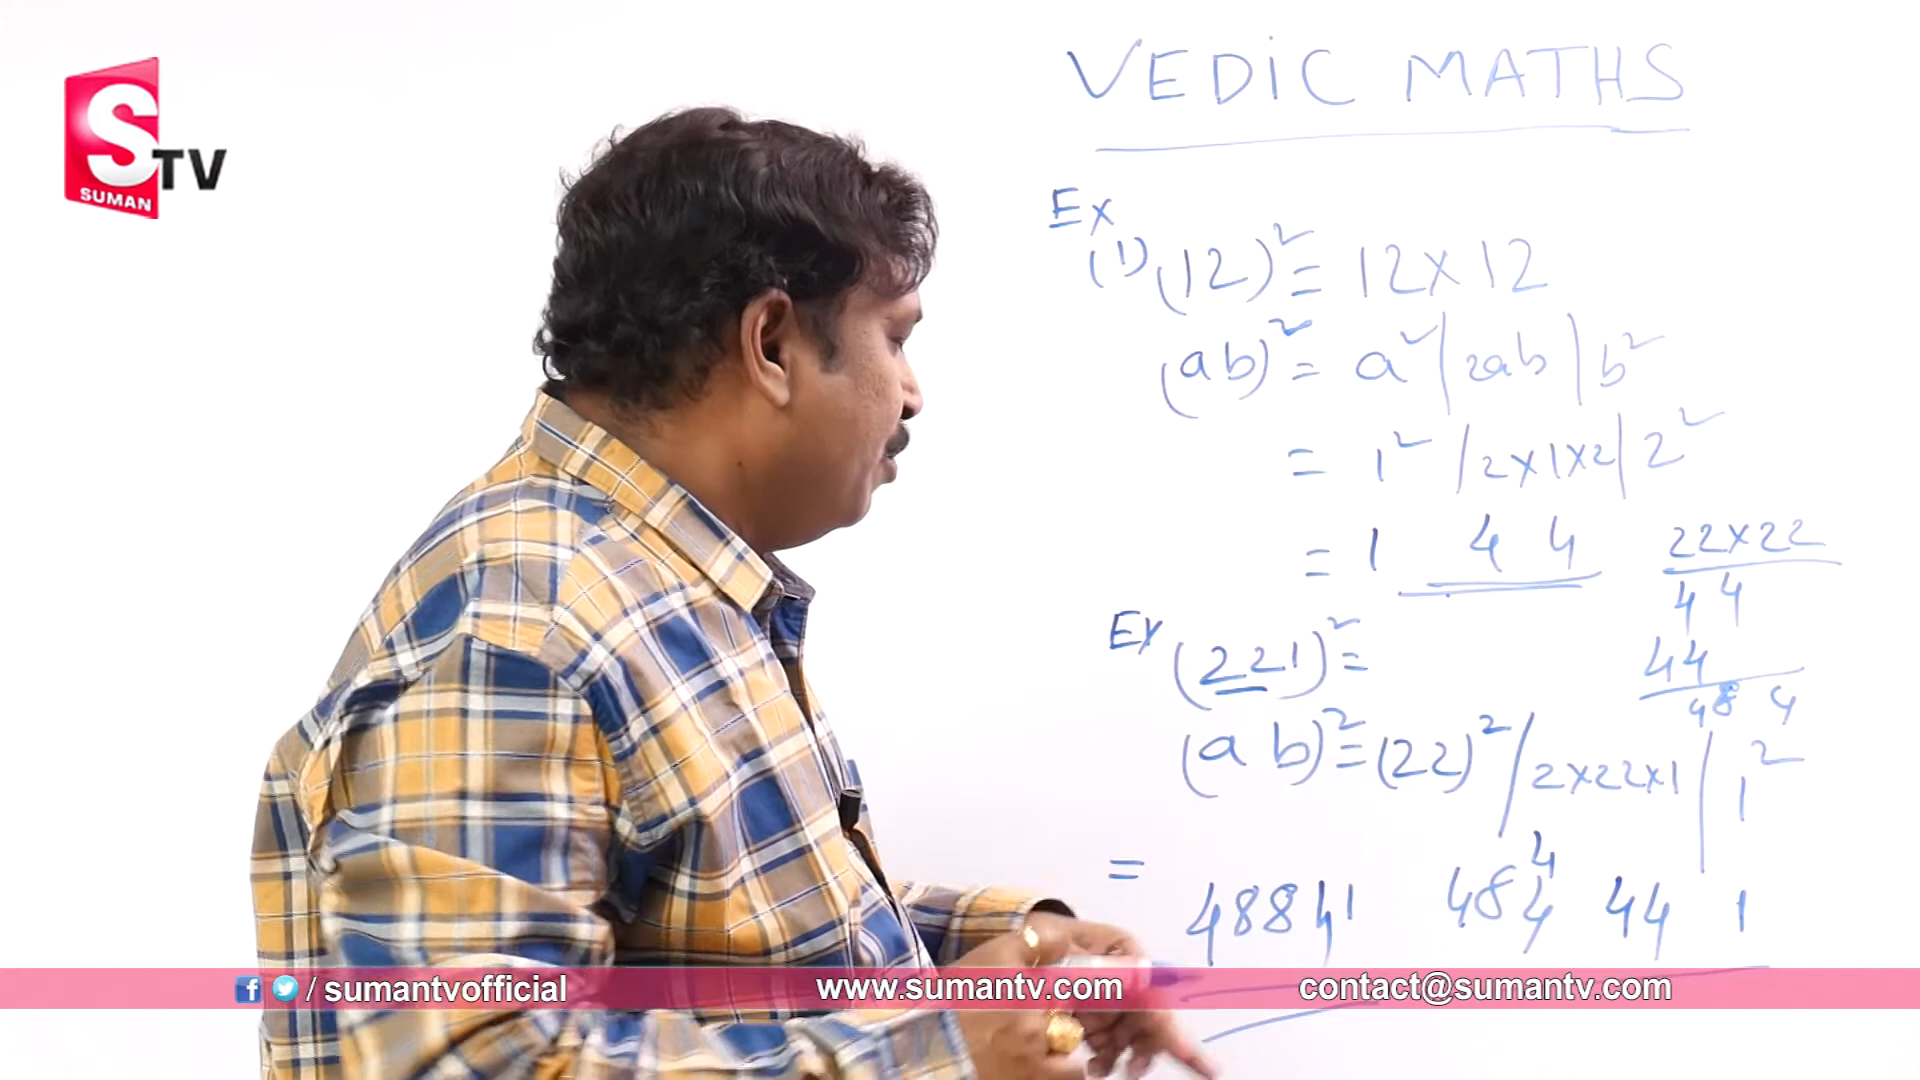 S TV
SUMAN
VEDIC MATHS
Ex
(1) (12)² = 12 × 12
(ab)² = a² | 2ab | b²
= 1² / 2×1×2 | 2²
= 1 4 4
22×22
44
44
48 4
Ex (221)² =
(a b)² = (22)² / 2×22×1 | 1²
= 48841 484 4 44 1
/ sumantvofficial
www.sumantv.com
contact@sumantv.com